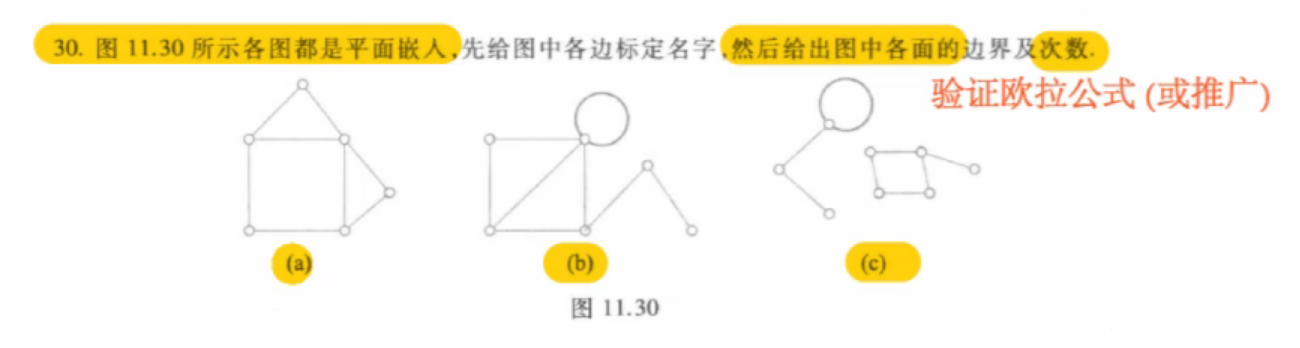 30. 图 11.30 所示各图都是平面嵌入,先给图中各边标定名字,然后给出图中各面的边界及次数.
验证欧拉公式 (或推广)
(a) (b) (c)
图 11.30